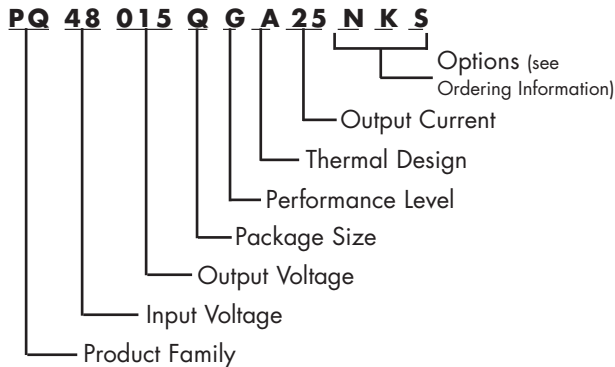 PQ 48 015 Q G A 25 N K S
Options (see
Ordering Information)
Output Current
Thermal Design
Performance Level
Package Size
Output Voltage
Input Voltage
Product Family